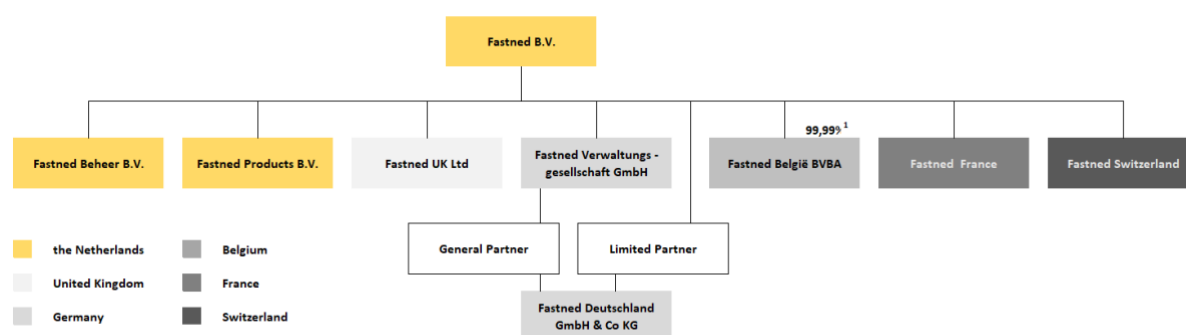 Fastned B.V.
99,99% 1
Fastned Beheer B.V.
Fastned Products B.V.
Fastned UK Ltd
Fastned Verwaltungs -
gesellschaft GmbH
Fastned België BVBA
Fastned France
Fastned Switzerland
General Partner
Limited Partner
Fastned Deutschland
GmbH & Co KG
the Netherlands
Belgium
United Kingdom
France
Germany
Switzerland